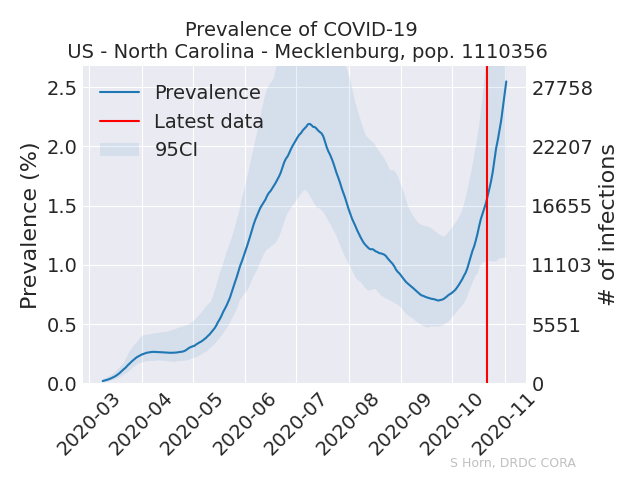 Prevalence of COVID-19
US - North Carolina - Mecklenburg, pop. 1110356
Prevalence
Latest data
95CI
Prevalence (%)
2.5
2.0
1.5
1.0
0.5
0.0
27758
22207
16655
11103
5551
0
# of infections
2020-03
2020-04
2020-05
2020-06
2020-07
2020-08
2020-09
2020-10
2020-11
S Horn, DRDC CORA